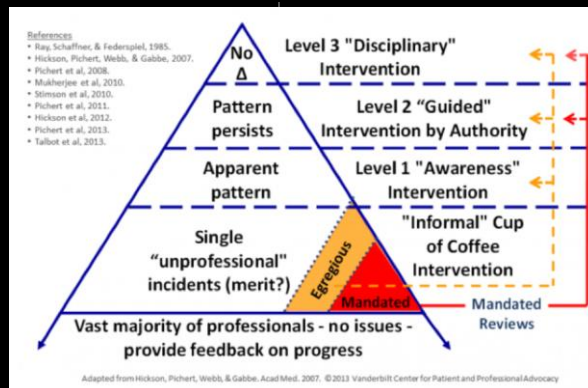 References
• Ray, Schaffner, & Federspiel, 1985.
• Hickson, Pichert, Webb, & Gabbe, 2007.
• Pichert et al, 2008.
• Mukherjee et al, 2010.
• Stimson et al, 2010.
• Pichert et al, 2011.
• Hickson et al, 2012.
• Pichert et al, 2013.
• Talbot et al, 2013.
No
Δ
Level 3 "Disciplinary"
Intervention
Pattern
persists
Level 2 “Guided”
Intervention by Authority
Apparent
pattern
Level 1 "Awareness"
Intervention
Single
“unprofessional"
incidents (merit?)
Egregious
Mandated
"Informal" Cup
of Coffee
Intervention
Mandated
Reviews
Vast majority of professionals - no issues -
provide feedback on progress
Adapted from Hickson, Pichert, Webb, & Gabbe. Acad Med. 2007. ©2013 Vanderbilt Center for Patient and Professional Advocacy